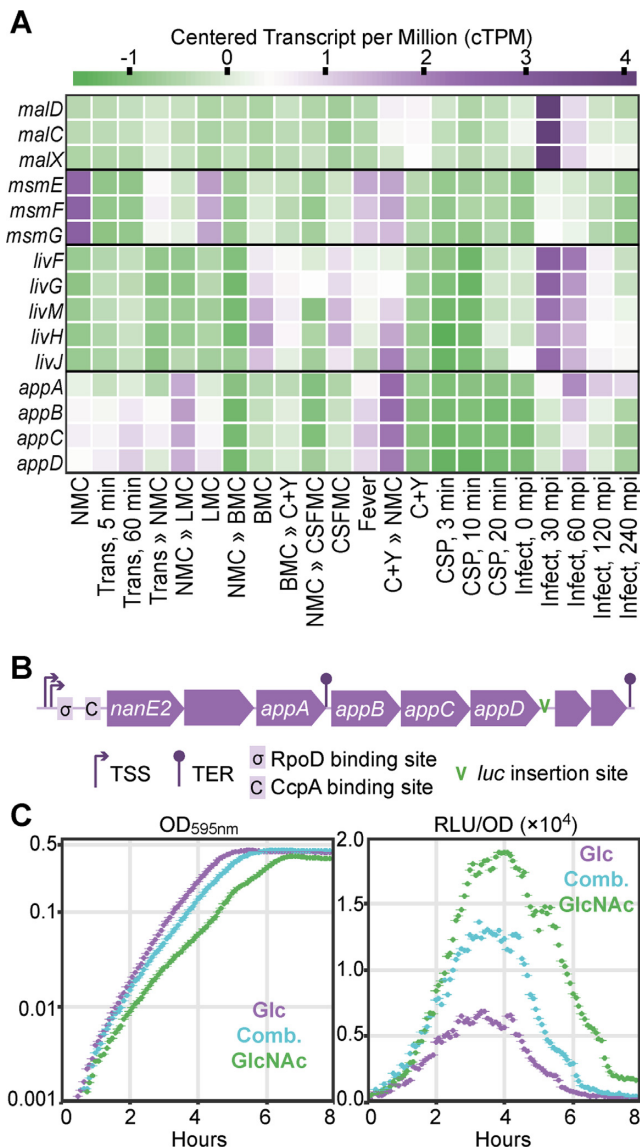 A
Centered Transcript per Million (cTPM)
-1 0 1 2 3 4
malD
malC
malX
msmE
msmF
msmG
livF
livG
livM
livH
livJ
appA
appB
appC
appD
NMC
Trans, 5 min
Trans, 60 min
Trans » NMC
NMC » LMC
LMC
NMC » BMC
BMC
BMC » C+Y
NMC » CSFMC
CSFMC
Fever
C+Y » NMC
C+Y
CSP, 3 min
CSP, 10 min
CSP, 20 min
Infect, 0 mpi
Infect, 30 mpi
Infect, 60 mpi
Infect, 120 mpi
Infect, 240 mpi
B
σ C nanE2 appA appB appC appD v
TSS TER σ RpoD binding site v luc insertion site
C CcpA binding site
C
OD595nm RLU/OD (×10⁴)
0.5
0.1
0.01
0.001
Glc
Comb.
GlcNAc
0 2 4 6 8
Hours
2.0
1.5
1.0
0.5
0
Glc
Comb.
GlcNAc
0 2 4 6 8
Hours